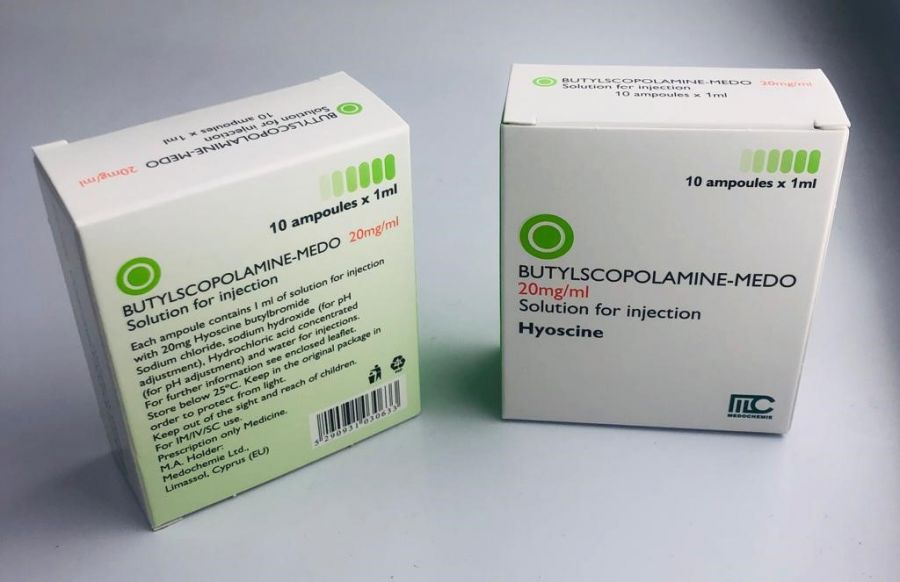 BUTYLSCOPOLAMINE-MEDO 20mg/ml
Solution for injection
10 ampoules x 1ml
10 ampoules x 1ml
BUTYLSCOPOLAMINE-MEDO 20mg/ml
Solution for injection
Each ampoule contains 1 ml of solution for injection
with 20mg Hyoscine butylbromide
Sodium chloride, sodium hydroxide (for pH
adjustment), Hydrochloric acid concentrated
(for pH adjustment) and water for injections.
For further information see enclosed leaflet.
Store below 25°C. Keep in the original package in
order to protect from light.
Keep out of the sight and reach of children.
For IM/IV/SC use.
Prescription only Medicine.
M.A. Holder:
Medochemie Ltd.,
Limassol, Cyprus (EU)
5290931030633
BUTYLSCOPOLAMINE-MEDO 20mg/ml
Solution for injection
10 ampoules x 1ml
10 ampoules x 1ml
BUTYLSCOPOLAMINE-MEDO
20mg/ml
Solution for injection
Hyoscine
MC
MEDOCHEMIE